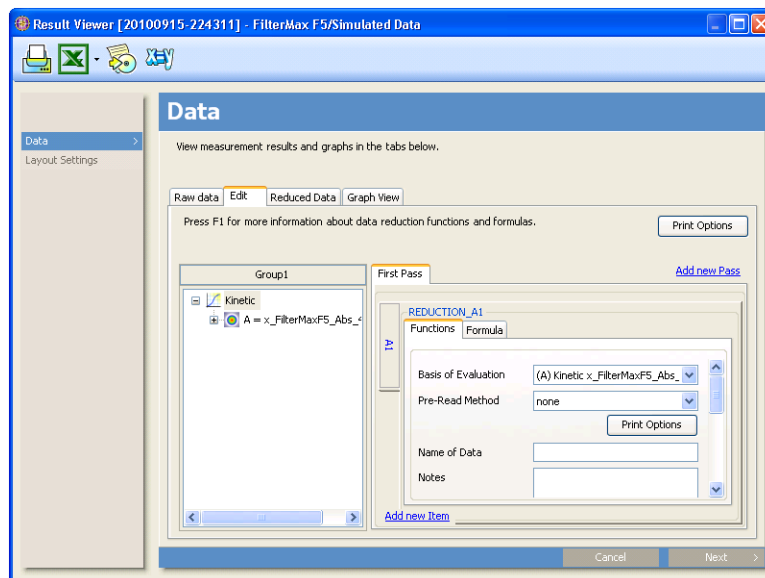 Result Viewer [20100915-224311] - FilterMax F5/Simulated Data
Data
Data >
Layout Settings
View measurement results and graphs in the tabs below.
Raw data Edit Reduced Data Graph View
Press F1 for more information about data reduction functions and formulas.
Print Options
Group1
Kinetic
A = x_FilterMaxF5_Abs_
First Pass
Add new Pass
A1
REDUCTION_A1
Functions Formula
Basis of Evaluation (A) Kinetic x_FilterMaxF5_Abs_
Pre-Read Method none
Print Options
Name of Data
Notes
Add new Item
Cancel Next >